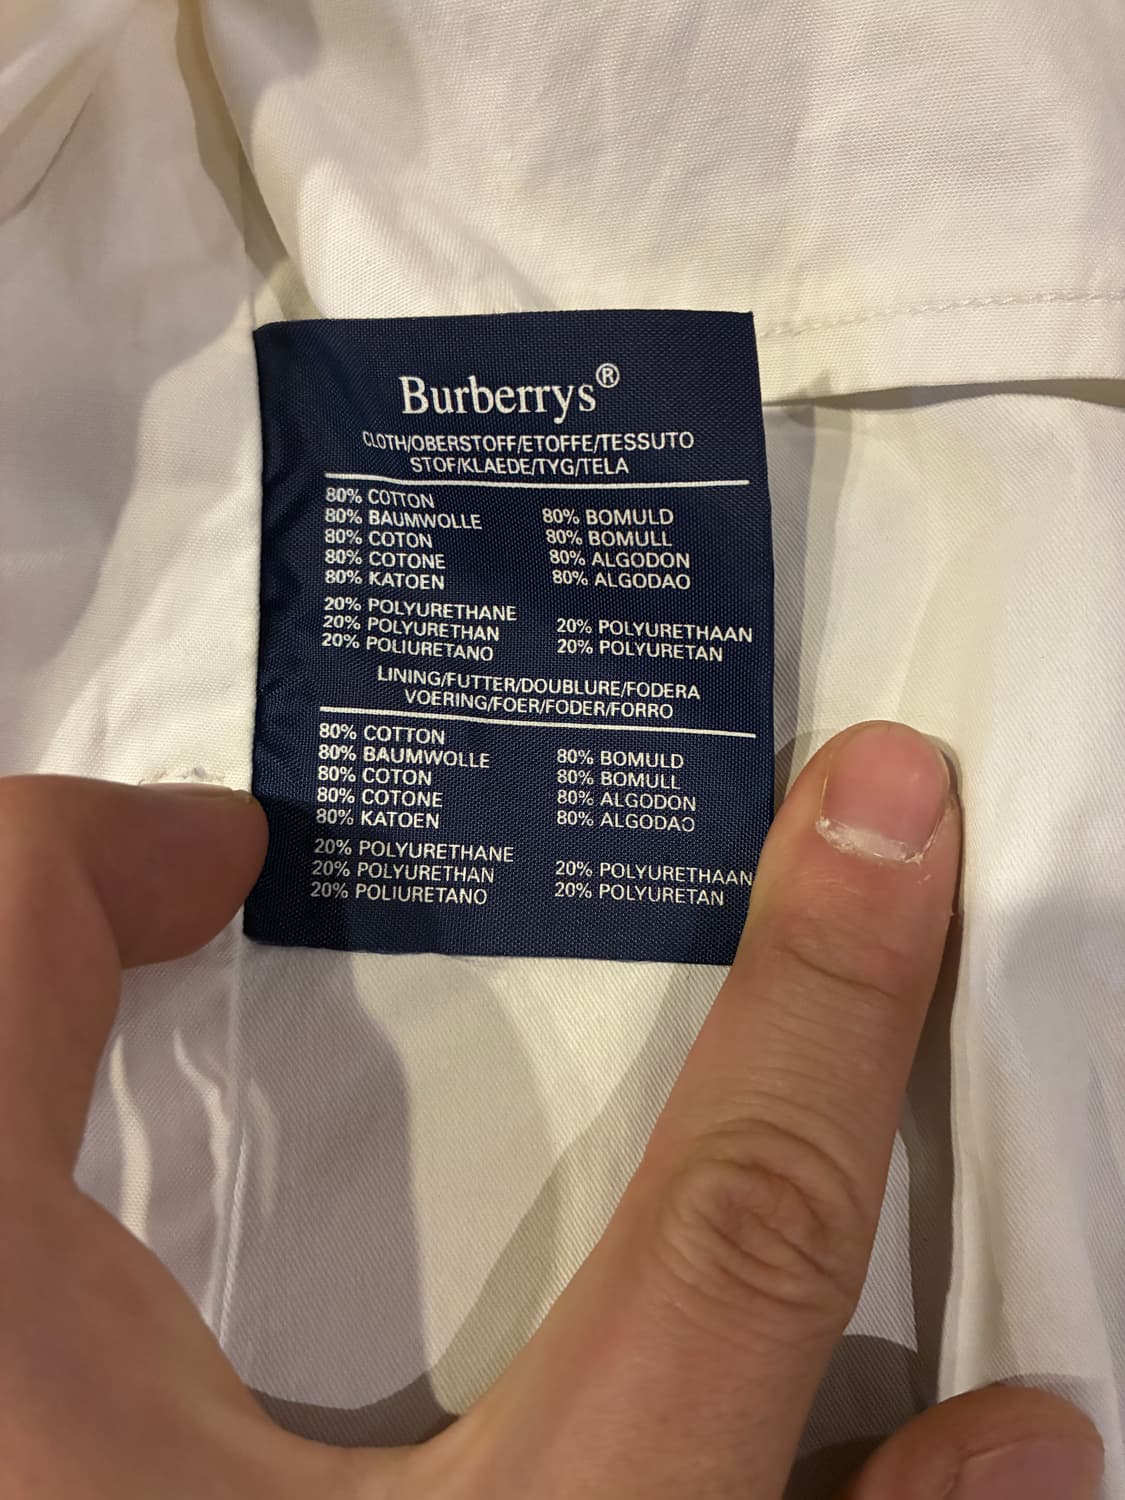 Burberrys®
CLOTH/OBERSTOFF/ETOFFE/TESSUTO
STOF/KLAEDE/TYG/TELA
80% COTTON
80% BAUMWOLLE
80% COTON
80% COTONE
80% KATOEN
80% BOMULD
80% BOMULL
80% ALGODON
80% ALGODAO
20% POLYURETHANE
20% POLYURETHAN
20% POLIURETANO
20% POLYURETHAAN
20% POLYURETAN
LINING/FUTTER/DOUBLURE/FODERA
VOERING/FOER/FODER/FORRO
80% COTTON
80% BAUMWOLLE
80% COTON
80% COTONE
80% KATOEN
80% BOMULD
80% BOMULL
80% ALGODON
80% ALGODAO
20% POLYURETHANE
20% POLYURETHAN
20% POLIURETANO
20% POLYURETHAAN
20% POLYURETAN